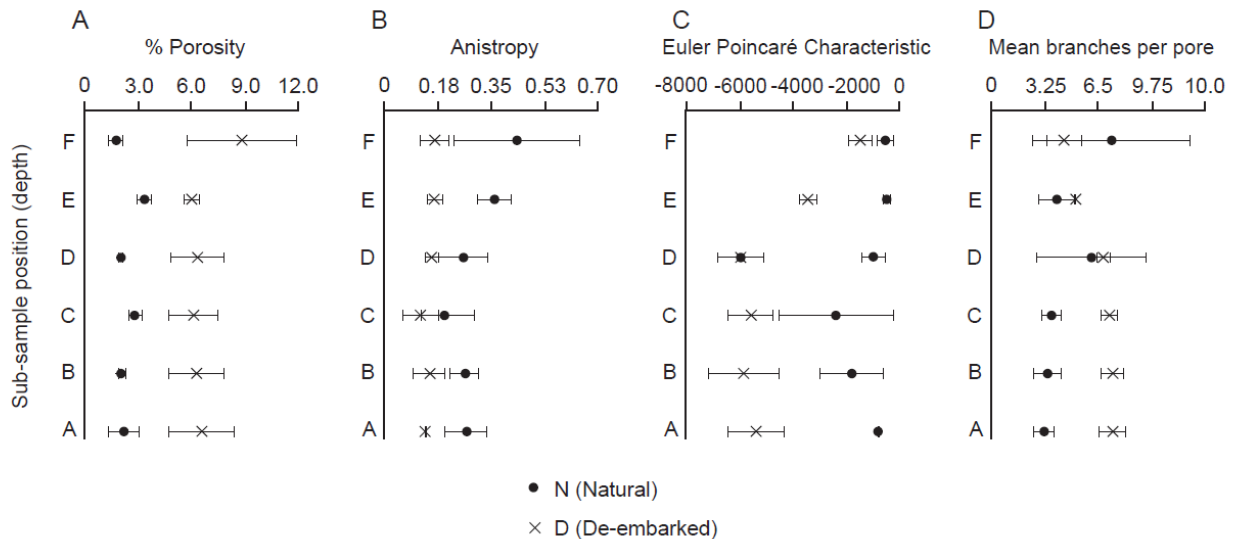 A B C D
% Porosity Anistropy Euler Poincaré Characteristic Mean branches per pore
0 3.0 6.0 9.0 12.0 0 0.18 0.35 0.53 0.70 -8000 -6000 -4000 -2000 0 0 3.25 6.5 9.75 10.0
Sub-sample position (depth)
F F F F
E E E E
D D D D
C C C C
B B B B
A A A A
N (Natural)
D (De-embarked)